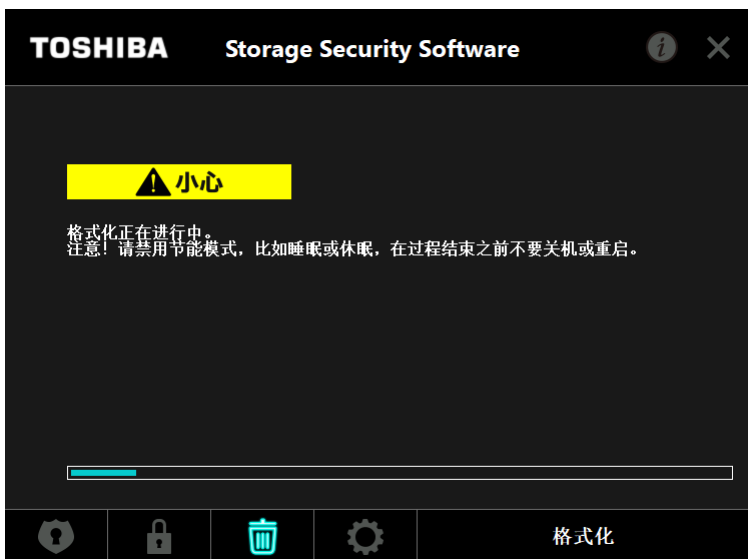 TOSHIBA Storage Security Software
小心
格式化正在进行中。
注意！请禁用节能模式，比如睡眠或休眠，在过程结束之前不要关机或重启。
格式化